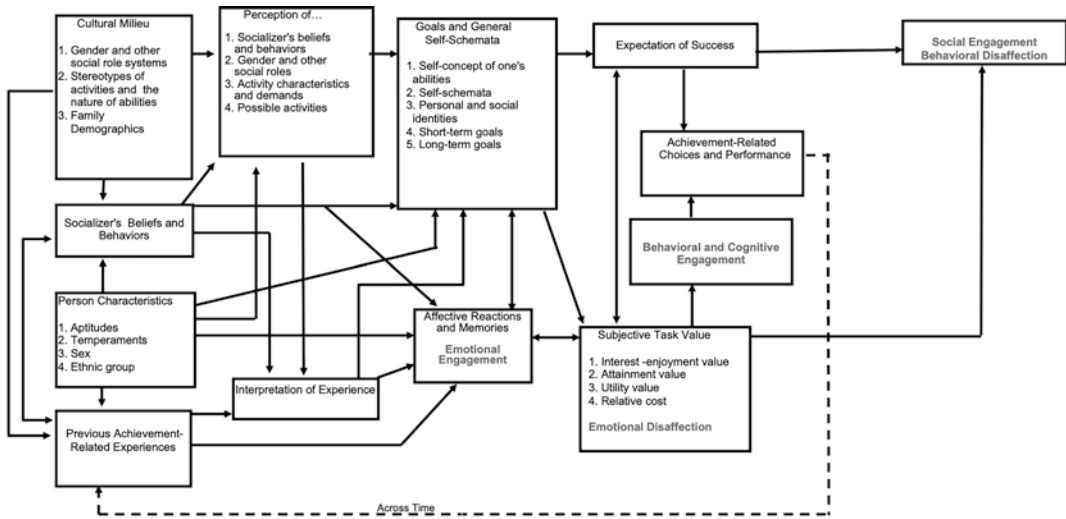 Cultural Milieu
1. Gender and other
social role systems
2. Stereotypes of
activities and the
nature of abilities
3. Family
Demographics
Perception of…
1. Socializer's beliefs
and behaviors
2. Gender and other
social roles
3. Activity characteristics
and demands
4. Possible activities
Goals and General
Self-Schemata
1. Self-concept of one's
abilities
2. Self-schemata
3. Personal and social
identities
4. Short-term goals
5. Long-term goals
Expectation of Success
Social Engagement
Behavioral Disaffection
Achievement-Related
Choices and Performance
Socializer's Beliefs and
Behaviors
Behavioral and Cognitive
Engagement
Person Characteristics
1. Aptitudes
2. Temperaments
3. Sex
4. Ethnic group
Affective Reactions
and Memories
Emotional
Engagement
Subjective Task Value
1. Interest -enjoyment value
2. Attainment value
3. Utility value
4. Relative cost
Emotional Disaffection
Interpretation of Experience
Previous Achievement-
Related Experiences
Across Time